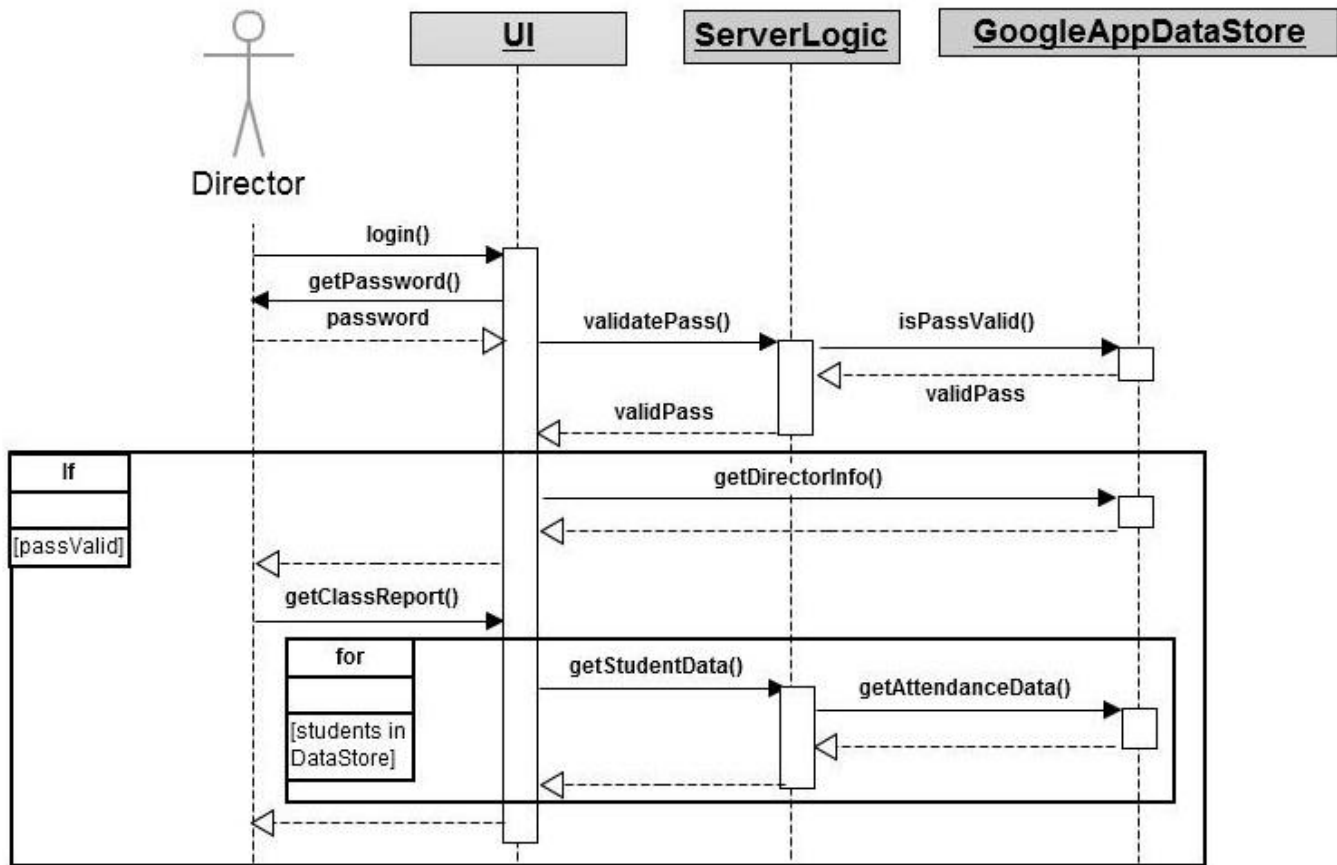 UI
ServerLogic
GoogleAppDataStore
Director
login()
getPassword()
password
validatePass()
isPassValid()
validPass
validPass
If
[passValid]
getDirectorInfo()
getClassReport()
for
[students in
DataStore]
getStudentData()
getAttendanceData()